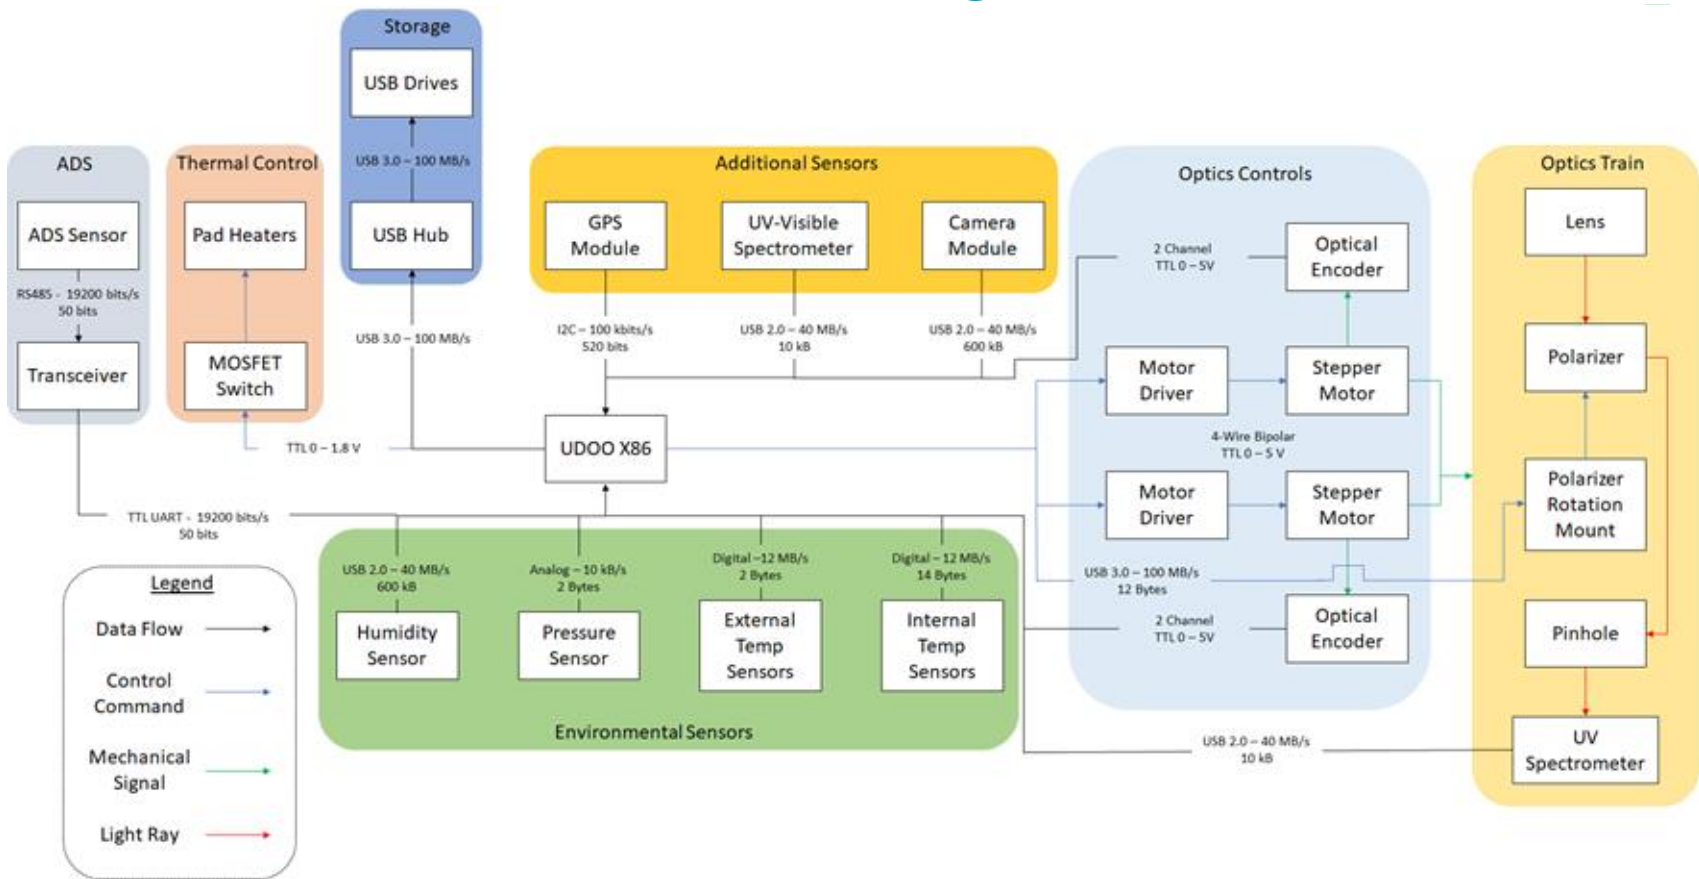 Storage
USB Drives
USB 3.0 – 100 MB/s
USB Hub
USB 3.0 – 100 MB/s
ADS
ADS Sensor
RS485 - 19200 bits/s
50 bits
Transceiver
TTL UART - 19200 bits/s
50 bits
Thermal Control
Pad Heaters
MOSFET
Switch
TTL 0 – 1.8 V
Additional Sensors
GPS
Module
UV-Visible
Spectrometer
Camera
Module
I2C – 100 kbits/s
520 bits
USB 2.0 – 40 MB/s
10 kB
USB 2.0 – 40 MB/s
600 kB
UDOO X86
Optics Controls
2 Channel
TTL 0 – 5V
Optical
Encoder
Motor
Driver
Stepper
Motor
4-Wire Bipolar
TTL 0 – 5 V
Motor
Driver
Stepper
Motor
USB 3.0 – 100 MB/s
12 Bytes
2 Channel
TTL 0 – 5V
Optical
Encoder
Optics Train
Lens
Polarizer
Polarizer
Rotation
Mount
Pinhole
UV
Spectrometer
USB 2.0 – 40 MB/s
10 kB
USB 2.0 – 40 MB/s
600 kB
Analog – 10 kB/s
2 Bytes
Digital –12 MB/s
2 Bytes
Digital – 12 MB/s
14 Bytes
Humidity
Sensor
Pressure
Sensor
External
Temp
Sensors
Internal
Temp
Sensors
Environmental Sensors
Legend
Data Flow
Control
Command
Mechanical
Signal
Light Ray